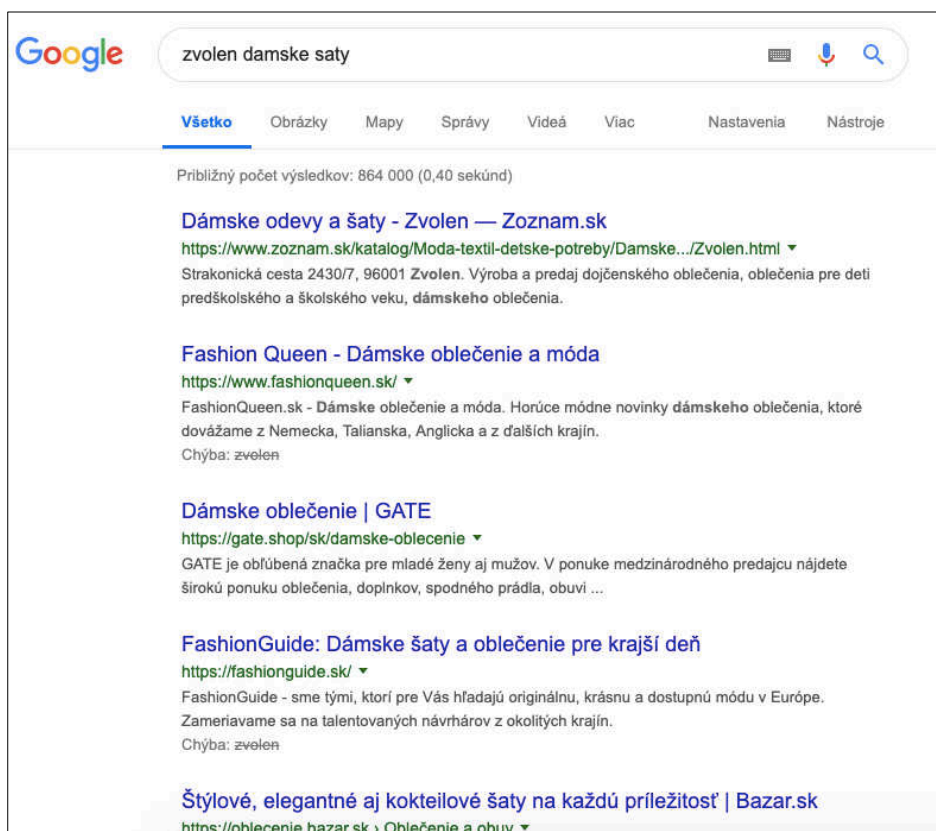 Google
zvolen damske saty
Všetko Obrázky Mapy Správy Videá Viac Nastavenia Nástroje
Približný počet výsledkov: 864 000 (0,40 sekúnd)
Dámske odevy a šaty - Zvolen — Zoznam.sk
https://www.zoznam.sk/katalog/Moda-textil-detske-potreby/Damske.../Zvolen.html
Strakonická cesta 2430/7, 96001 Zvolen. Výroba a predaj dojčenského oblečenia, oblečenia pre deti
predškolského a školského veku, dámskeho oblečenia.
Fashion Queen - Dámske oblečenie a móda
https://www.fashionqueen.sk/
FashionQueen.sk - Dámske oblečenie a móda. Horúce módne novinky dámskeho oblečenia, ktoré
dovážame z Nemecka, Talianska, Anglicka a z ďalších krajín.
Chýba: zvolen
Dámske oblečenie | GATE
https://gate.shop/sk/damske-oblecenie
GATE je obľúbená značka pre mladé ženy aj mužov. V ponuke medzinárodného predajcu nájdete
širokú ponuku oblečenia, doplnkov, spodného prádla, obuvi ...
FashionGuide: Dámske šaty a oblečenie pre krajší deň
https://fashionguide.sk/
FashionGuide - sme tými, ktorí pre Vás hľadajú originálnu, krásnu a dostupnú módu v Európe.
Zameriavame sa na talentovaných návrhárov z okolitých krajín.
Chýba: zvolen
Štýlové, elegantné aj kokteilové šaty na každú príležitosť | Bazar.sk
https://oblecenie.bazar.sk › Oblečenie a obuv